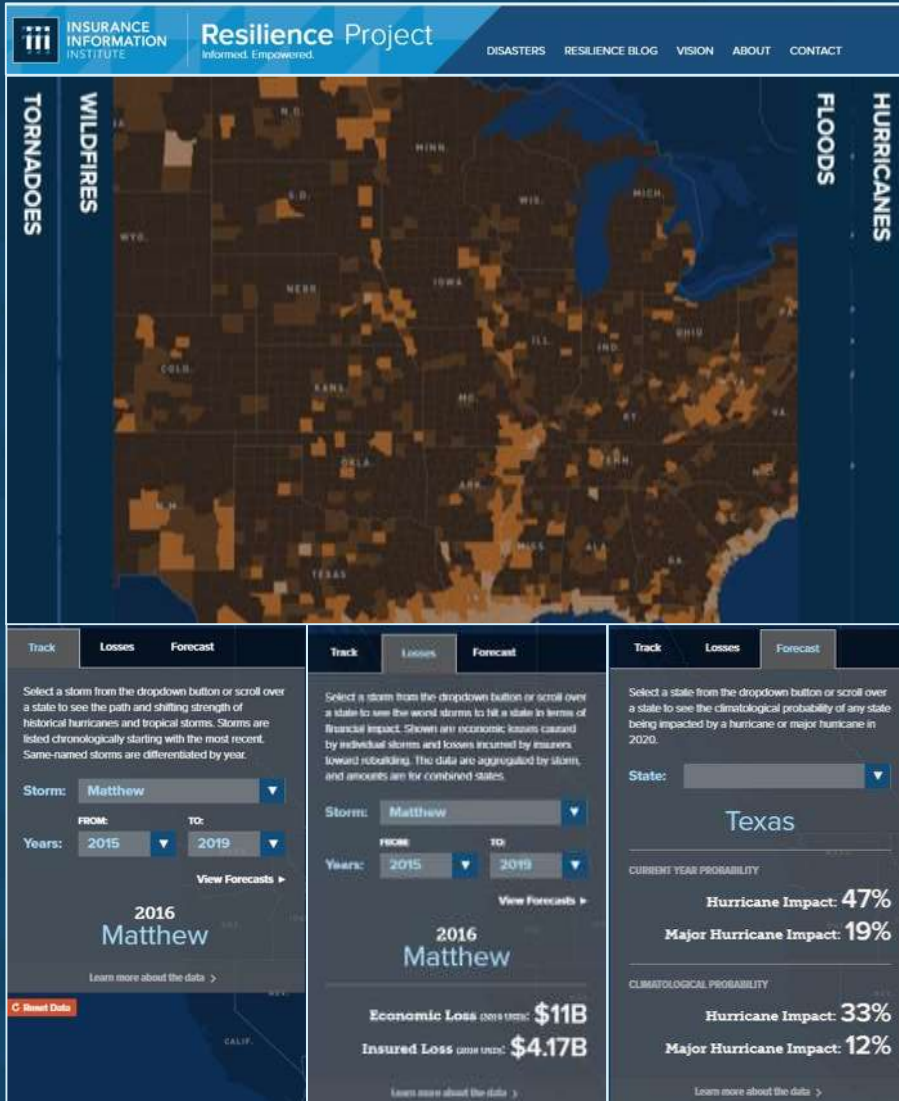 INSURANCE
INFORMATION
INSTITUTE
Resilience Project
Informed. Empowered.
DISASTERS RESILIENCE BLOG VISION ABOUT CONTACT
TORNADOES
WILDFIRES
FLOODS
HURRICANES
N.D.
MINN.
S.D.
WIS.
MICH.
WYO.
NEBR.
IOWA
ILL.
IND.
OHIO
PA.
COLO.
KANS.
MO.
KY.
VA.
OKLA.
ARK.
TENN.
N.C.
N.M.
S.C.
TEXAS
MISS.
ALA.
GA.
Track Losses Forecast
Select a storm from the dropdown button or scroll over
a state to see the path and shifting strength of
historical hurricanes and tropical storms. Storms are
listed chronologically starting with the most recent.
Same-named storms are differentiated by year.
Storm: Matthew
FROM: TO:
Years: 2015 2019
View Forecasts
2016
Matthew
Learn more about the data >
Reset Data
CALIF.
Track Losses Forecast
Select a storm from the dropdown button or scroll over
a state to see the worst storms to hit a state in terms of
financial impact. Shown are economic losses caused
by individual storms and losses incurred by insurers
toward rebuilding. The data are aggregated by storm,
and amounts are for combined states.
Storm: Matthew
FROM: TO:
Years: 2015 2019
View Forecasts
2016
Matthew
Economic Loss $11B
Insured Loss $4.17B
Learn more about the data >
Track Losses Forecast
Select a state from the dropdown button or scroll over
a state to see the climatological probability of any state
being impacted by a hurricane or major hurricane in
2020.
State:
Texas
CURRENT YEAR PROBABILITY
Hurricane Impact: 47%
Major Hurricane Impact: 19%
CLIMATOLOGICAL PROBABILITY
Hurricane Impact: 33%
Major Hurricane Impact: 12%
Learn more about the data >